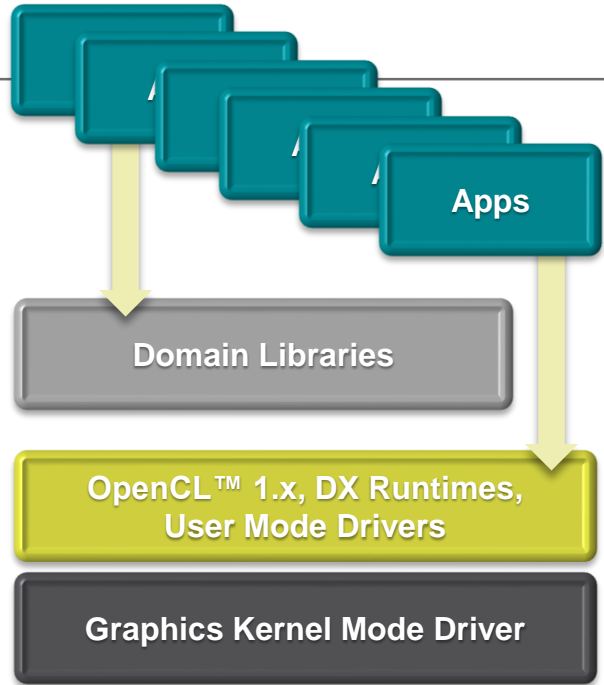 Apps
Domain Libraries
OpenCL™ 1.x, DX Runtimes,
User Mode Drivers
Graphics Kernel Mode Driver